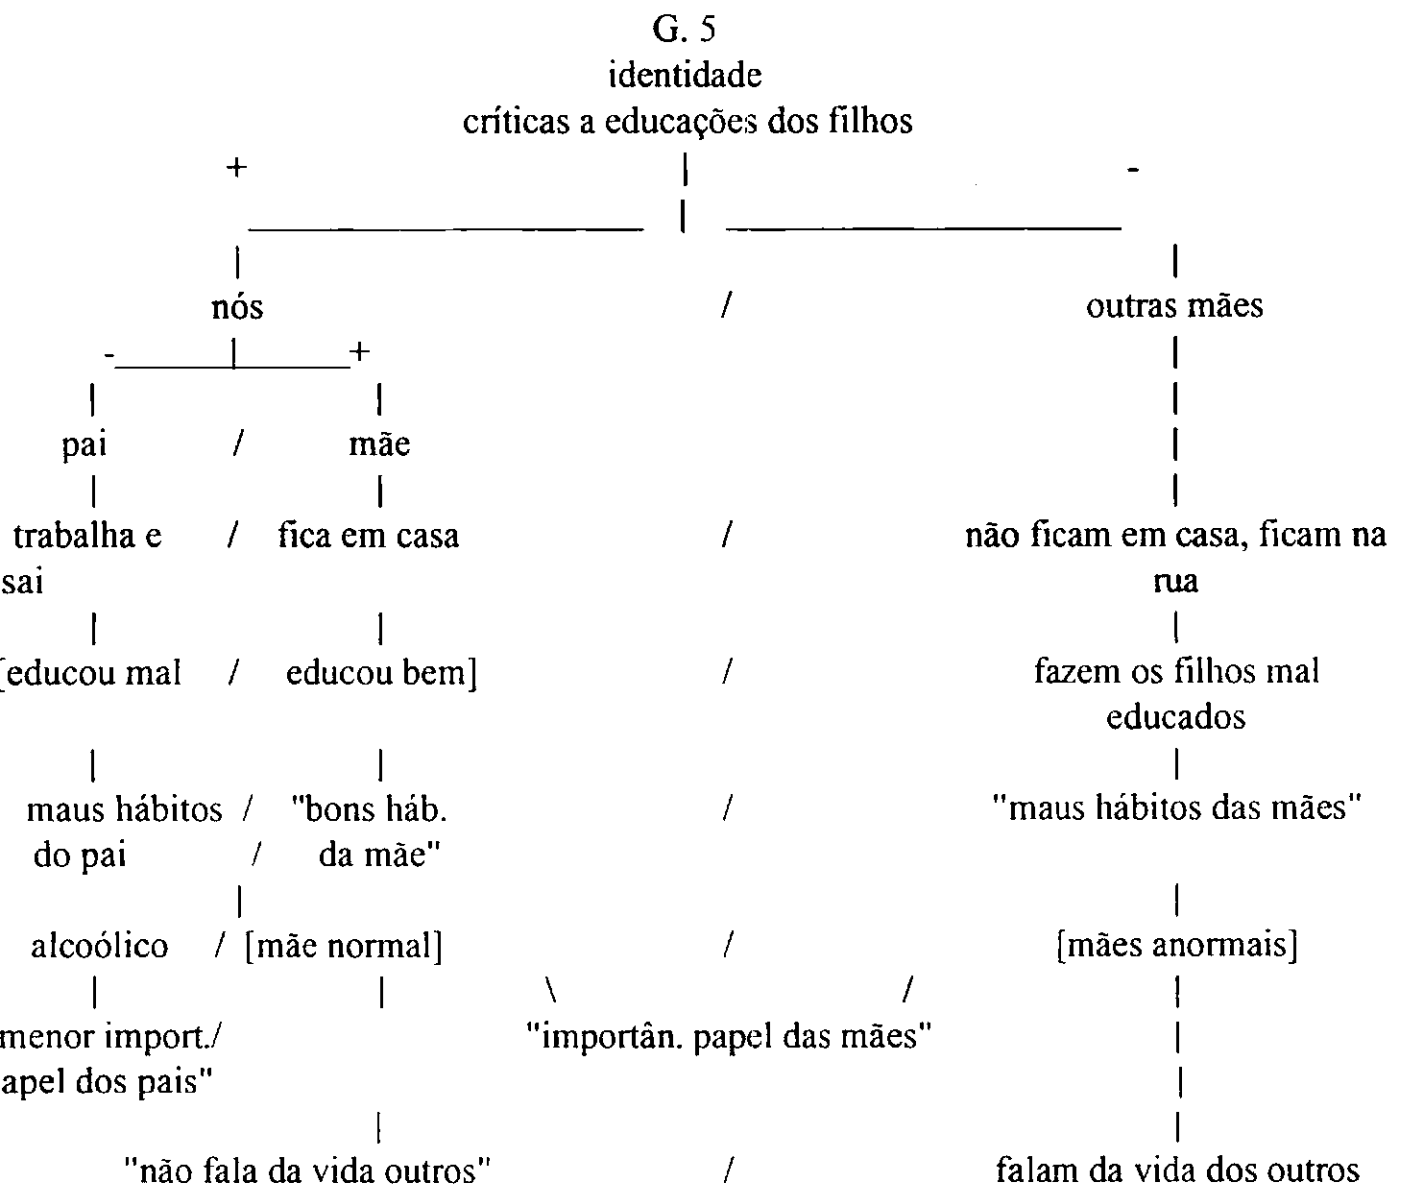 G. 5
identidade
críticas a educações dos filhos
+ -
nós / outras mães
- +
pai / mãe
trabalha e / fica em casa / não ficam em casa, ficam na
sai rua
[educou mal / educou bem] / fazem os filhos mal
educados
maus hábitos / "bons háb. / "maus hábitos das mães"
do pai / da mãe"
alcoólico / [mãe normal] / [mães anormais]
\ /
menor import./ "importân. papel das mães"
apel dos pais"
"não fala da vida outros" / falam da vida dos outros